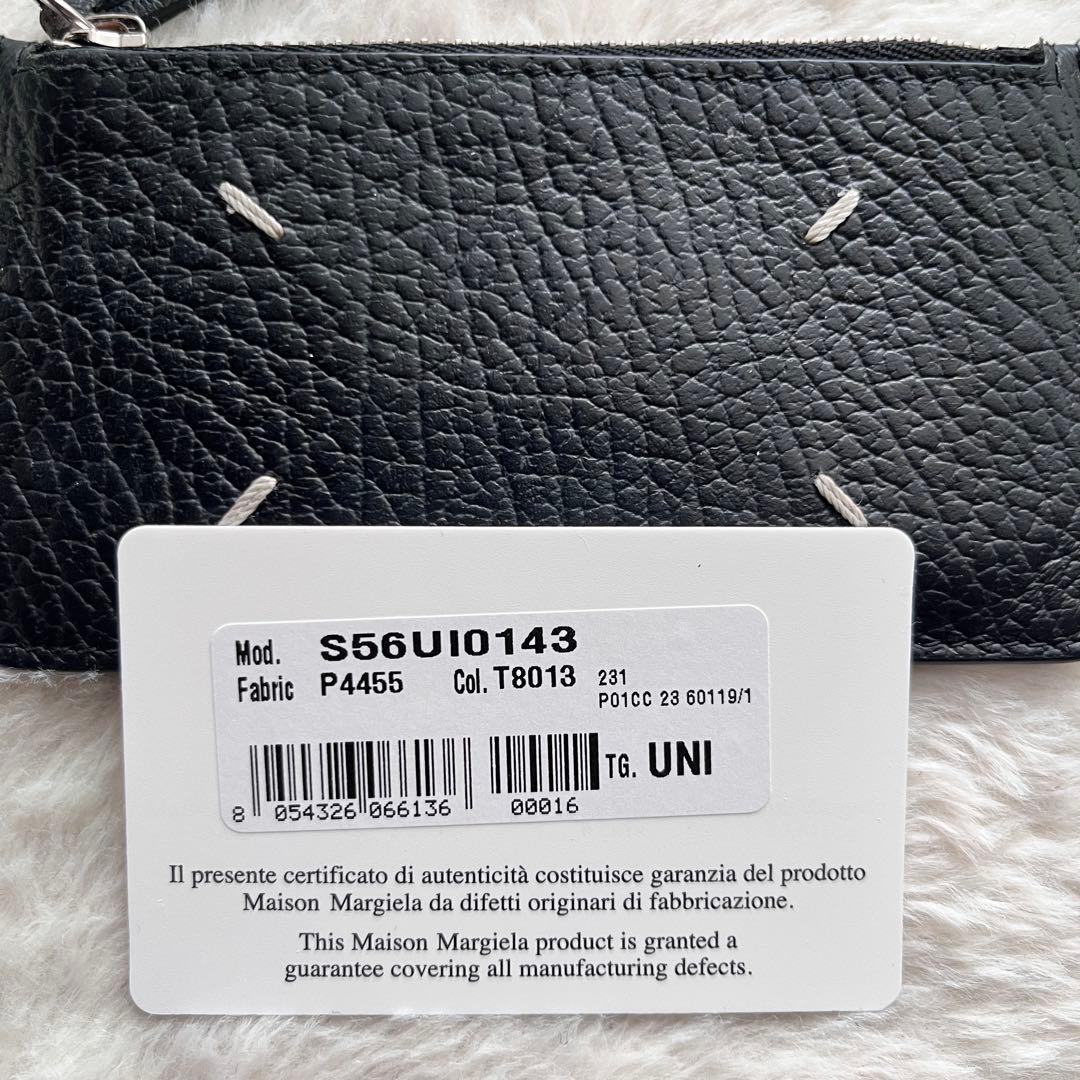 Mod. S56UI0143
Fabric P4455 Col. T8013 231
P01CC 23 60119/1
TG. UNI
8 054326 066136 00016
Il presente certificato di autenticità costituisce garanzia del prodotto
Maison Margiela da difetti originari di fabbricazione.
This Maison Margiela product is granted a
guarantee covering all manufacturing defects.